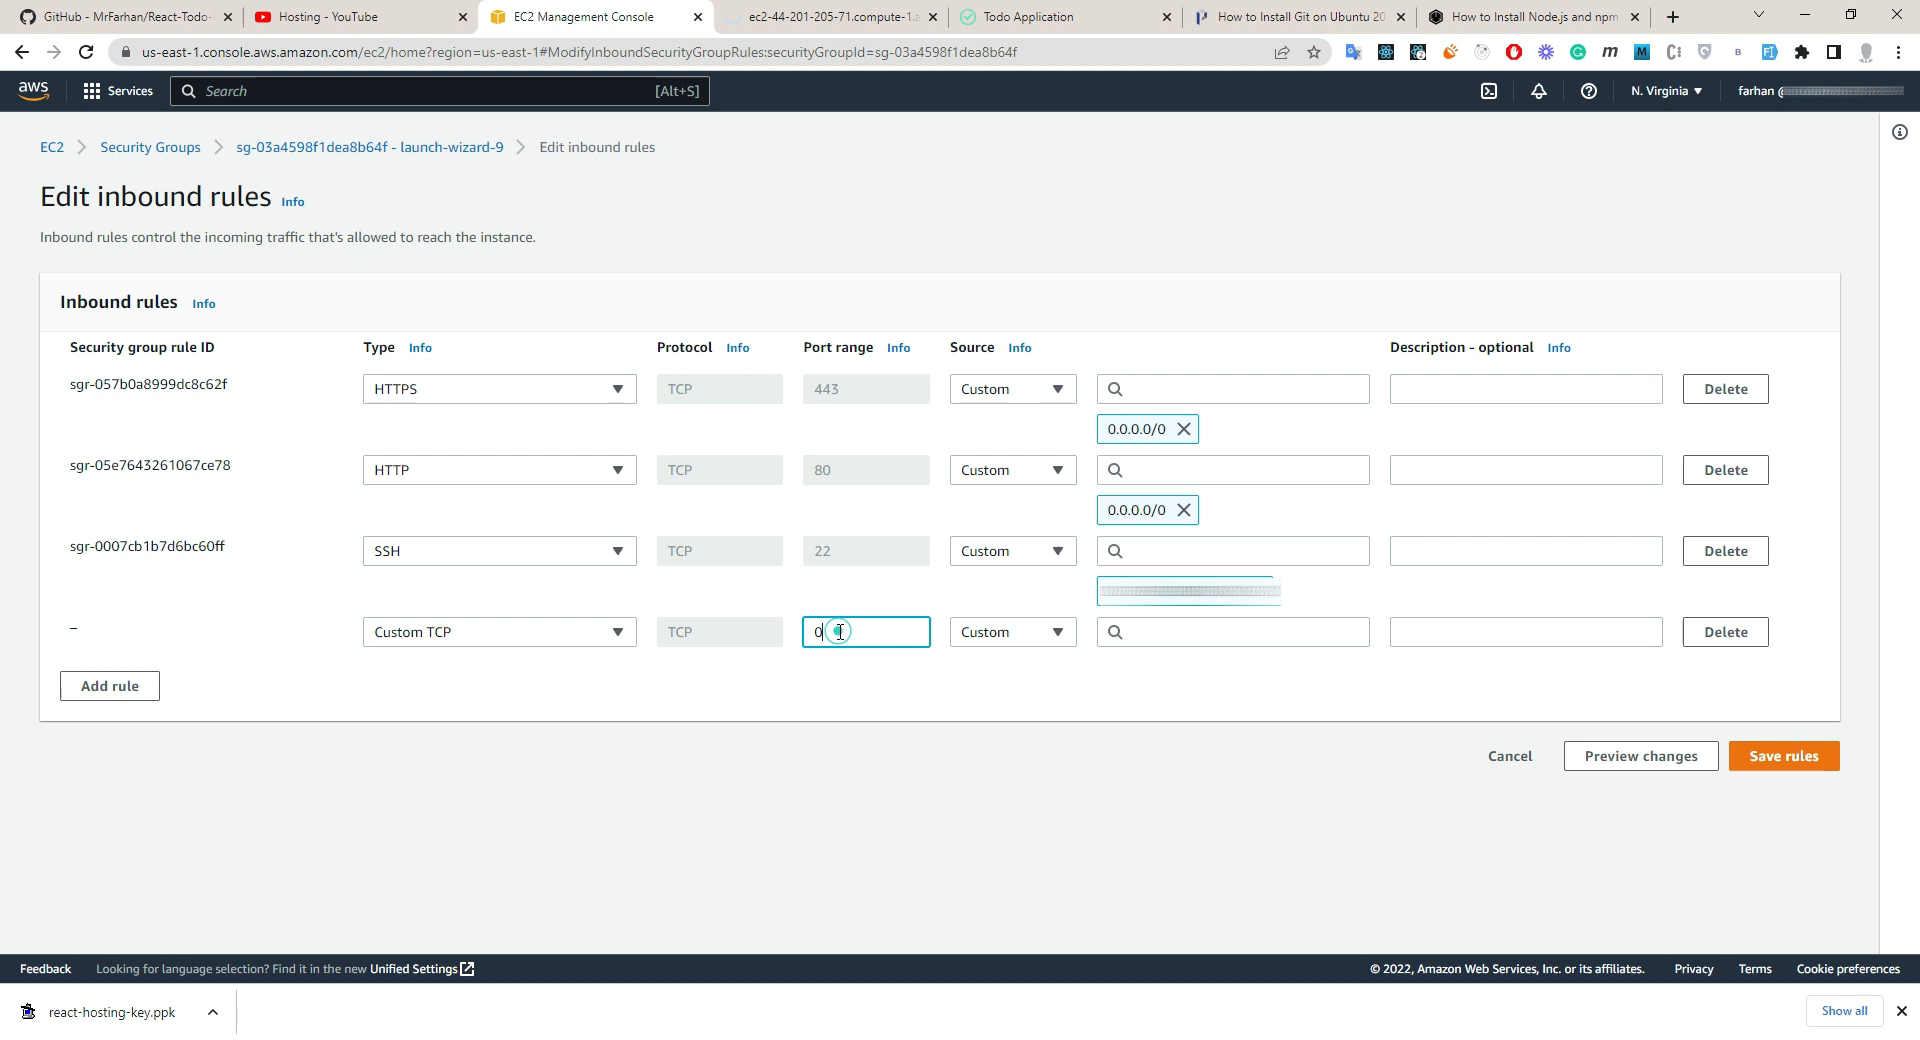 GitHub - MrFarhan/React-Todo-
Hosting - YouTube
EC2 Management Console
ec2-44-201-205-71.compute-1.a
Todo Application
How to Install Git on Ubuntu 20
How to Install Node.js and npm
us-east-1.console.aws.amazon.com/ec2/home?region=us-east-1#ModifyInboundSecurityGroupRules:securityGroupId=sg-03a4598f1dea8b64f
aws
Services
Search
[Alt+S]
N. Virginia
farhan @
EC2
Security Groups
sg-03a4598f1dea8b64f - launch-wizard-9
Edit inbound rules
Edit inbound rules Info
Inbound rules control the incoming traffic that's allowed to reach the instance.
Inbound rules Info
Security group rule ID
Type Info
Protocol Info
Port range Info
Source Info
Description - optional Info
sgr-057b0a8999dc8c62f
HTTPS
TCP
443
Custom
Delete
0.0.0.0/0
sgr-05e7643261067ce78
HTTP
TCP
80
Custom
Delete
0.0.0.0/0
sgr-0007cb1b7d6bc60ff
SSH
TCP
22
Custom
Delete
–
Custom TCP
TCP
0
Custom
Delete
Add rule
Cancel
Preview changes
Save rules
Feedback
Looking for language selection? Find it in the new Unified Settings
© 2022, Amazon Web Services, Inc. or its affiliates.
Privacy
Terms
Cookie preferences
react-hosting-key.ppk
Show all